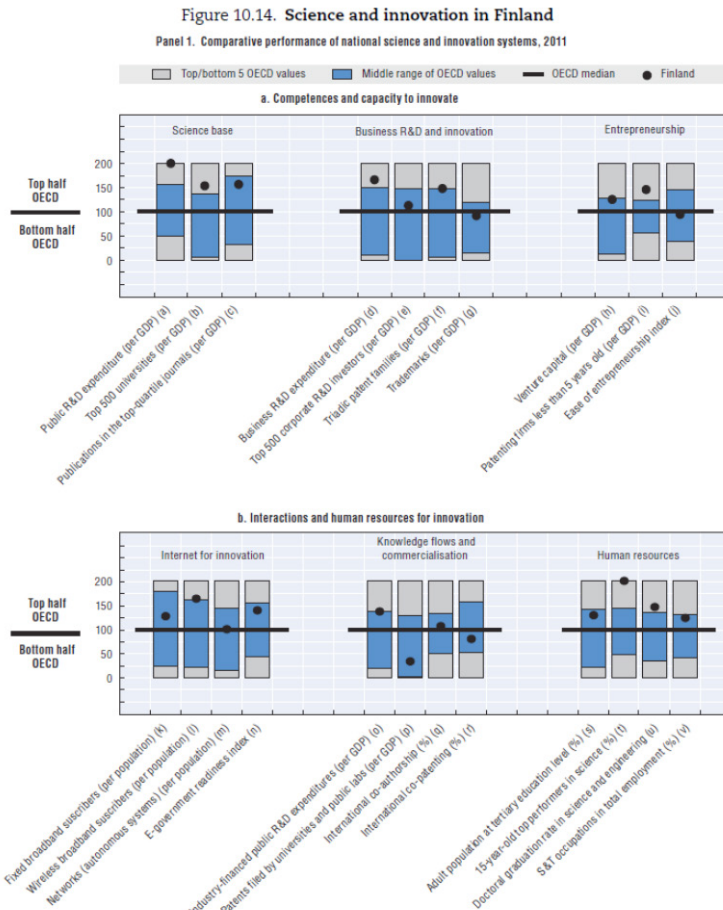 Figure 10.14. Science and innovation in Finland
Panel 1. Comparative performance of national science and innovation systems, 2011
Top/bottom 5 OECD values Middle range of OECD values OECD median Finland
a. Competences and capacity to innovate
Science base Business R&D and innovation Entrepreneurship
200
150
100
50
0
Top half
OECD
Bottom half
OECD
Public R&D expenditure (per GDP) (a)
Top 500 universities (per GDP) (b)
Publications in the top-quartile journals (per GDP) (c)
Business R&D expenditure (per GDP) (d)
Top 500 corporate R&D investors (per GDP) (e)
Triadic patent families (per GDP) (f)
Trademarks (per GDP) (g)
Venture capital (per GDP) (h)
Patenting firms less than 5 years old (per GDP) (i)
Ease of entrepreneurship index (j)
b. Interactions and human resources for innovation
Internet for innovation
Knowledge flows and
commercialisation
Human resources
200
150
100
50
0
Top half
OECD
Bottom half
OECD
Fixed broadband suscribers (per population) (k)
Wireless broadband suscribers (per population) (l)
Networks (autonomous systems) (per population) (m)
E-government readiness index (n)
Industry-financed public R&D expenditures (per GDP) (o)
Patents filed by universities and public labs (per GDP) (p)
International co-authorship (%) (q)
International co-patenting (%) (r)
Adult population at tertiary education level (%) (s)
15-year-old top performers in science (%) (t)
Doctoral graduation rate in science and engineering (u)
S&T occupations in total employment (%) (v)